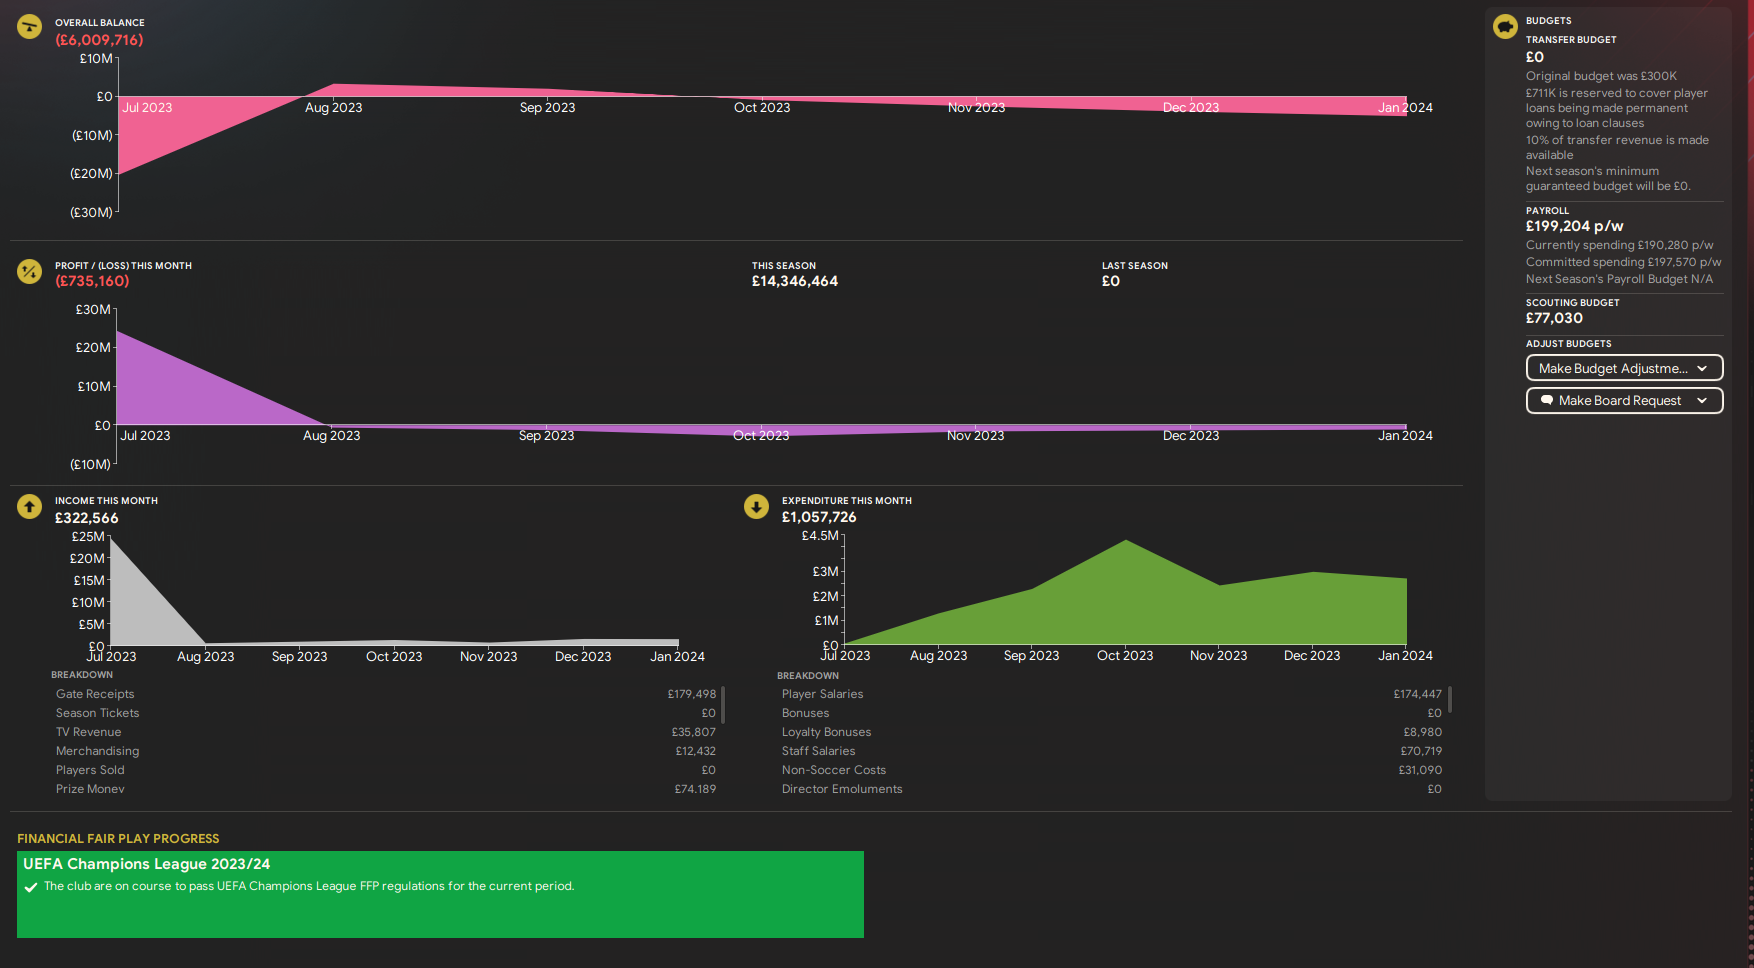 OVERALL BALANCE
(£6,009,716)
£10M
£0
(£10M)
(£20M)
(£30M)
Jul 2023 Aug 2023 Sep 2023 Oct 2023 Nov 2023 Dec 2023 Jan 2024
PROFIT / (LOSS) THIS MONTH
(£735,160)
THIS SEASON
£14,346,464
LAST SEASON
£0
£30M
£20M
£10M
£0
(£10M)
Jul 2023 Aug 2023 Sep 2023 Oct 2023 Nov 2023 Dec 2023 Jan 2024
INCOME THIS MONTH
£322,566
£25M
£20M
£15M
£10M
£5M
£0
Jul 2023 Aug 2023 Sep 2023 Oct 2023 Nov 2023 Dec 2023 Jan 2024
BREAKDOWN
Gate Receipts £179,498
Season Tickets £0
TV Revenue £35,807
Merchandising £12,432
Players Sold £0
Prize Money £74,189
EXPENDITURE THIS MONTH
£1,057,726
£4.5M
£3M
£2M
£1M
£0
Jul 2023 Aug 2023 Sep 2023 Oct 2023 Nov 2023 Dec 2023 Jan 2024
BREAKDOWN
Player Salaries £174,447
Bonuses £0
Loyalty Bonuses £8,980
Staff Salaries £70,719
Non-Soccer Costs £31,090
Director Emoluments £0
FINANCIAL FAIR PLAY PROGRESS
UEFA Champions League 2023/24
The club are on course to pass UEFA Champions League FFP regulations for the current period.
BUDGETS
TRANSFER BUDGET
£0
Original budget was £300K
£711K is reserved to cover player
loans being made permanent
owing to loan clauses
10% of transfer revenue is made
available
Next season's minimum
guaranteed budget will be £0.
PAYROLL
£199,204 p/w
Currently spending £190,280 p/w
Committed spending £197,570 p/w
Next Season's Payroll Budget N/A
SCOUTING BUDGET
£77,030
ADJUST BUDGETS
Make Budget Adjustme...
Make Board Request